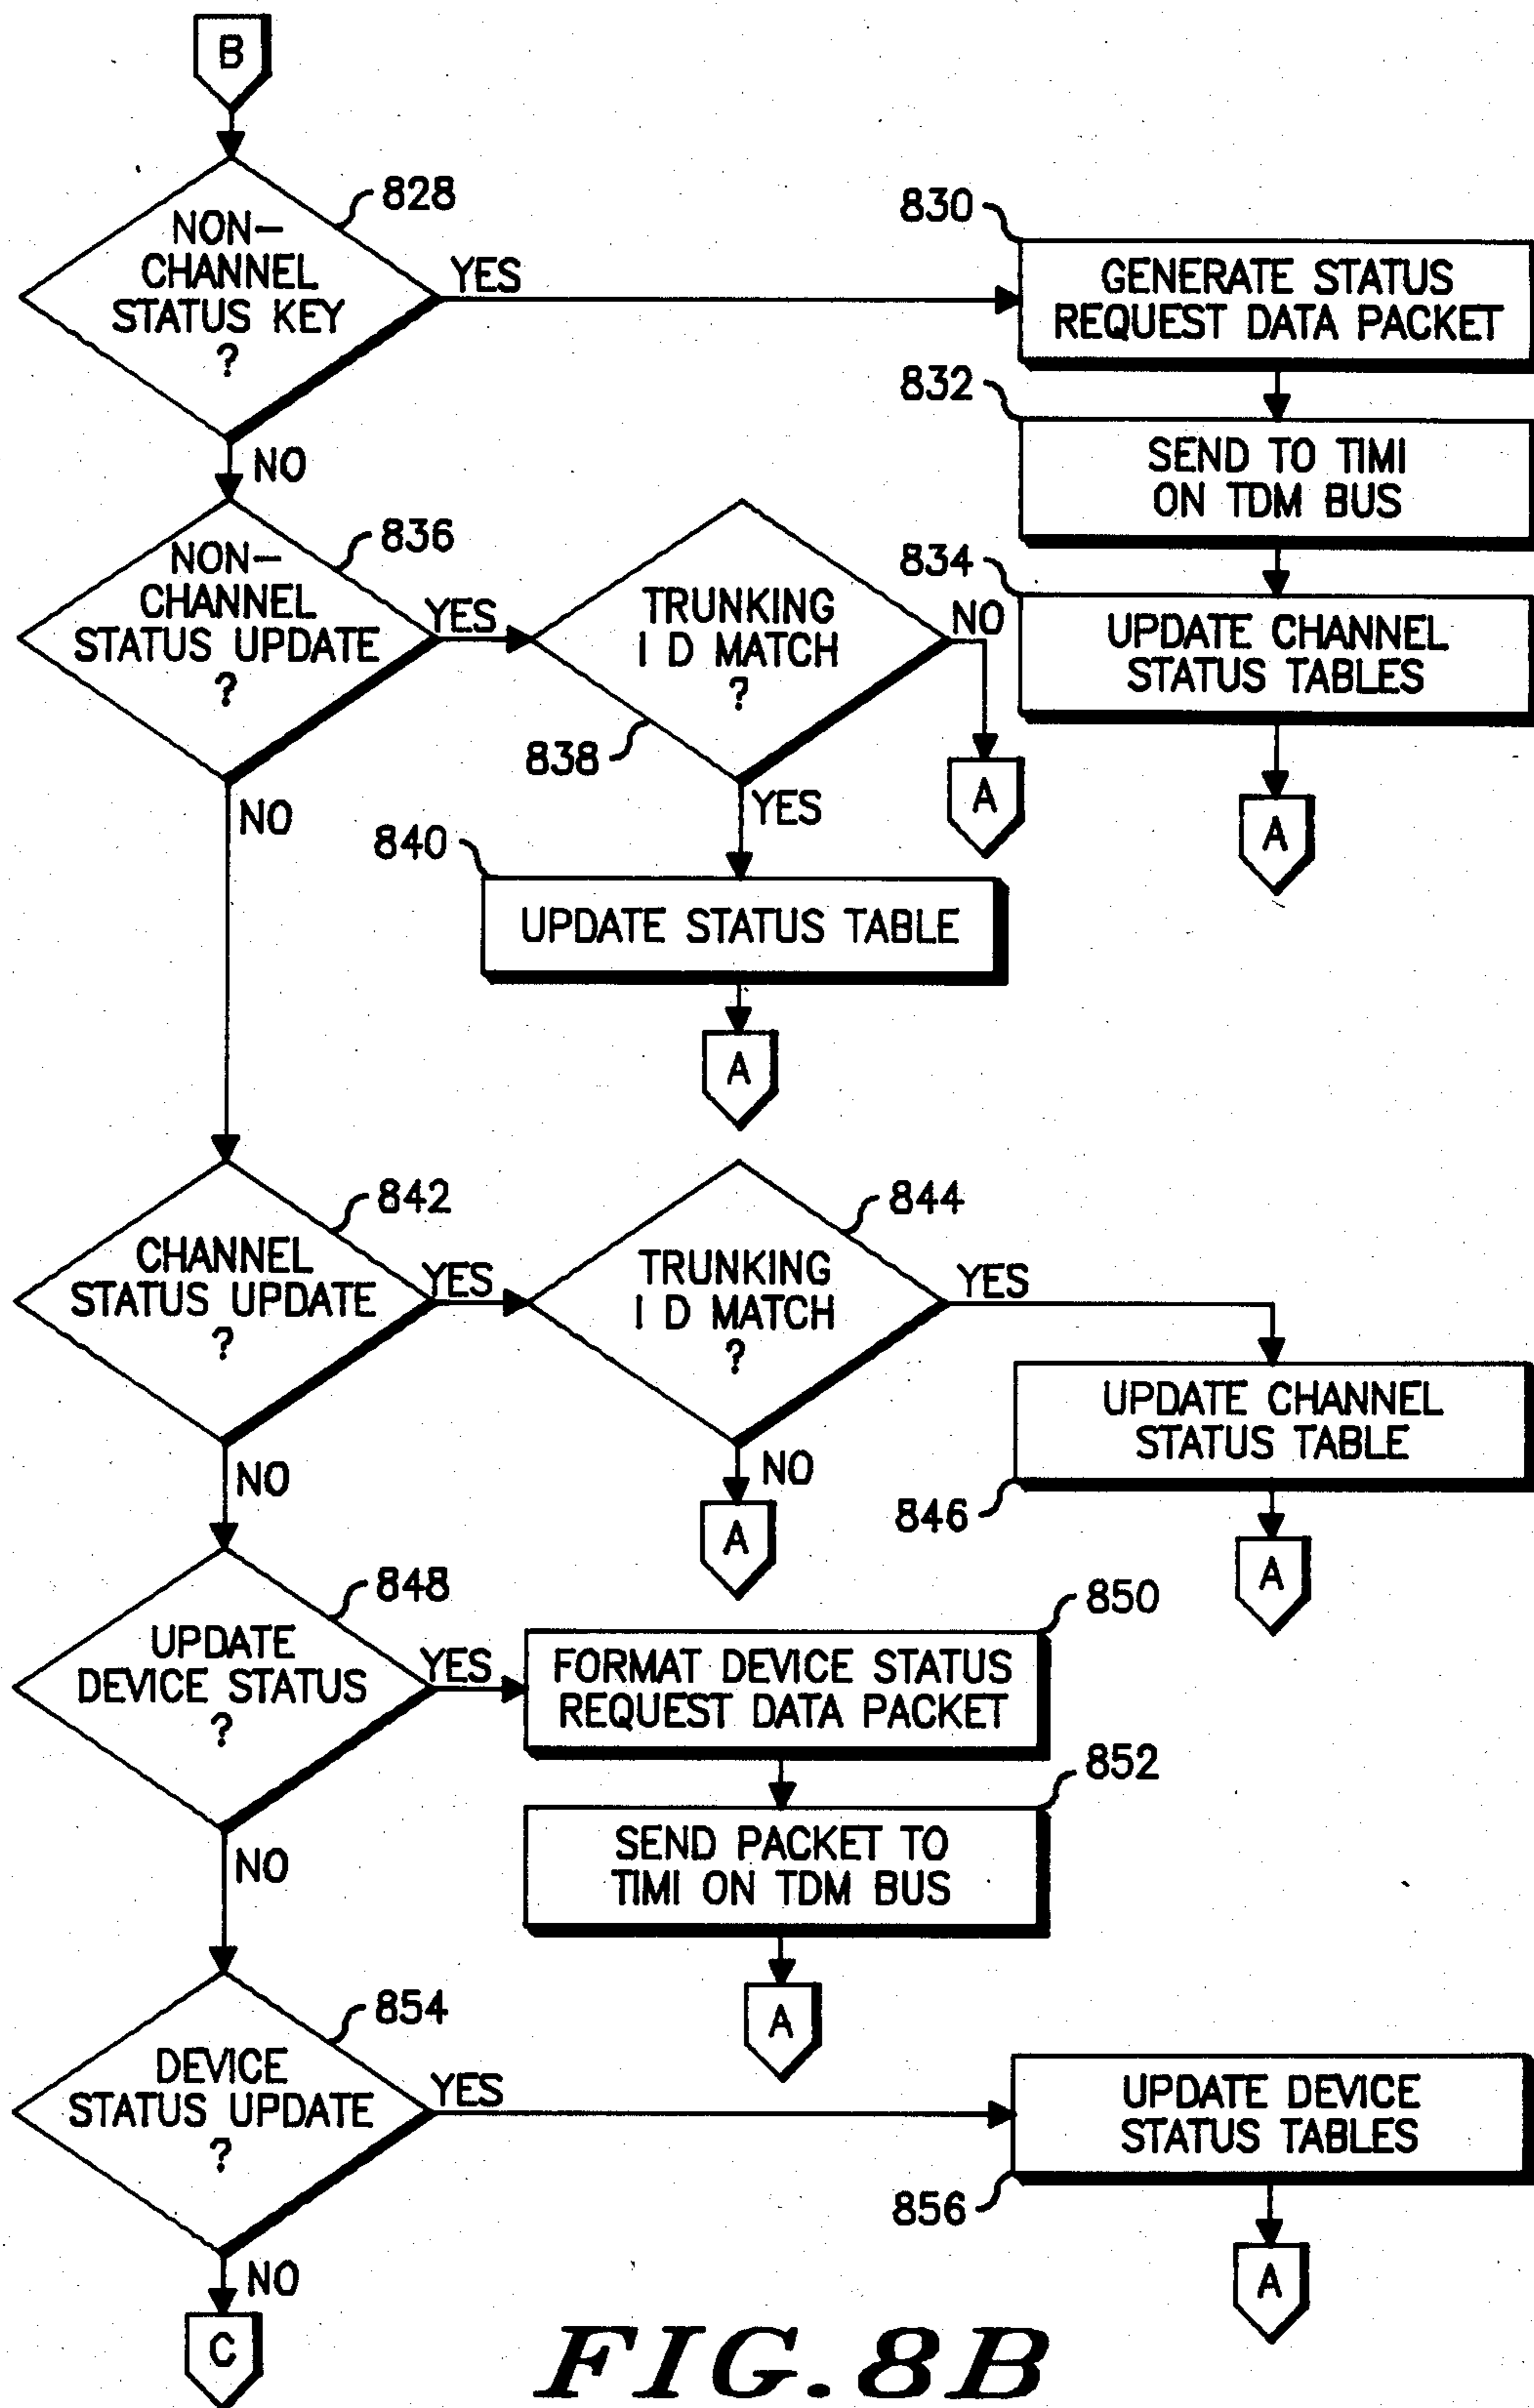 B
828
NON-
CHANNEL
STATUS KEY
?
YES
NO
830
GENERATE STATUS
REQUEST DATA PACKET
832
SEND TO TIMI
ON TDM BUS
834
UPDATE CHANNEL
STATUS TABLES
A
836
NON-
CHANNEL
STATUS UPDATE
?
YES
NO
TRUNKING
I D MATCH
?
838
NO
A
YES
840
UPDATE STATUS TABLE
A
842
CHANNEL
STATUS UPDATE
?
YES
NO
844
TRUNKING
I D MATCH
?
YES
NO
A
UPDATE CHANNEL
STATUS TABLE
846
A
848
UPDATE
DEVICE STATUS
?
YES
NO
850
FORMAT DEVICE STATUS
REQUEST DATA PACKET
852
SEND PACKET TO
TIMI ON TDM BUS
A
854
DEVICE
STATUS UPDATE
?
YES
NO
UPDATE DEVICE
STATUS TABLES
856
A
C
FIG.8B